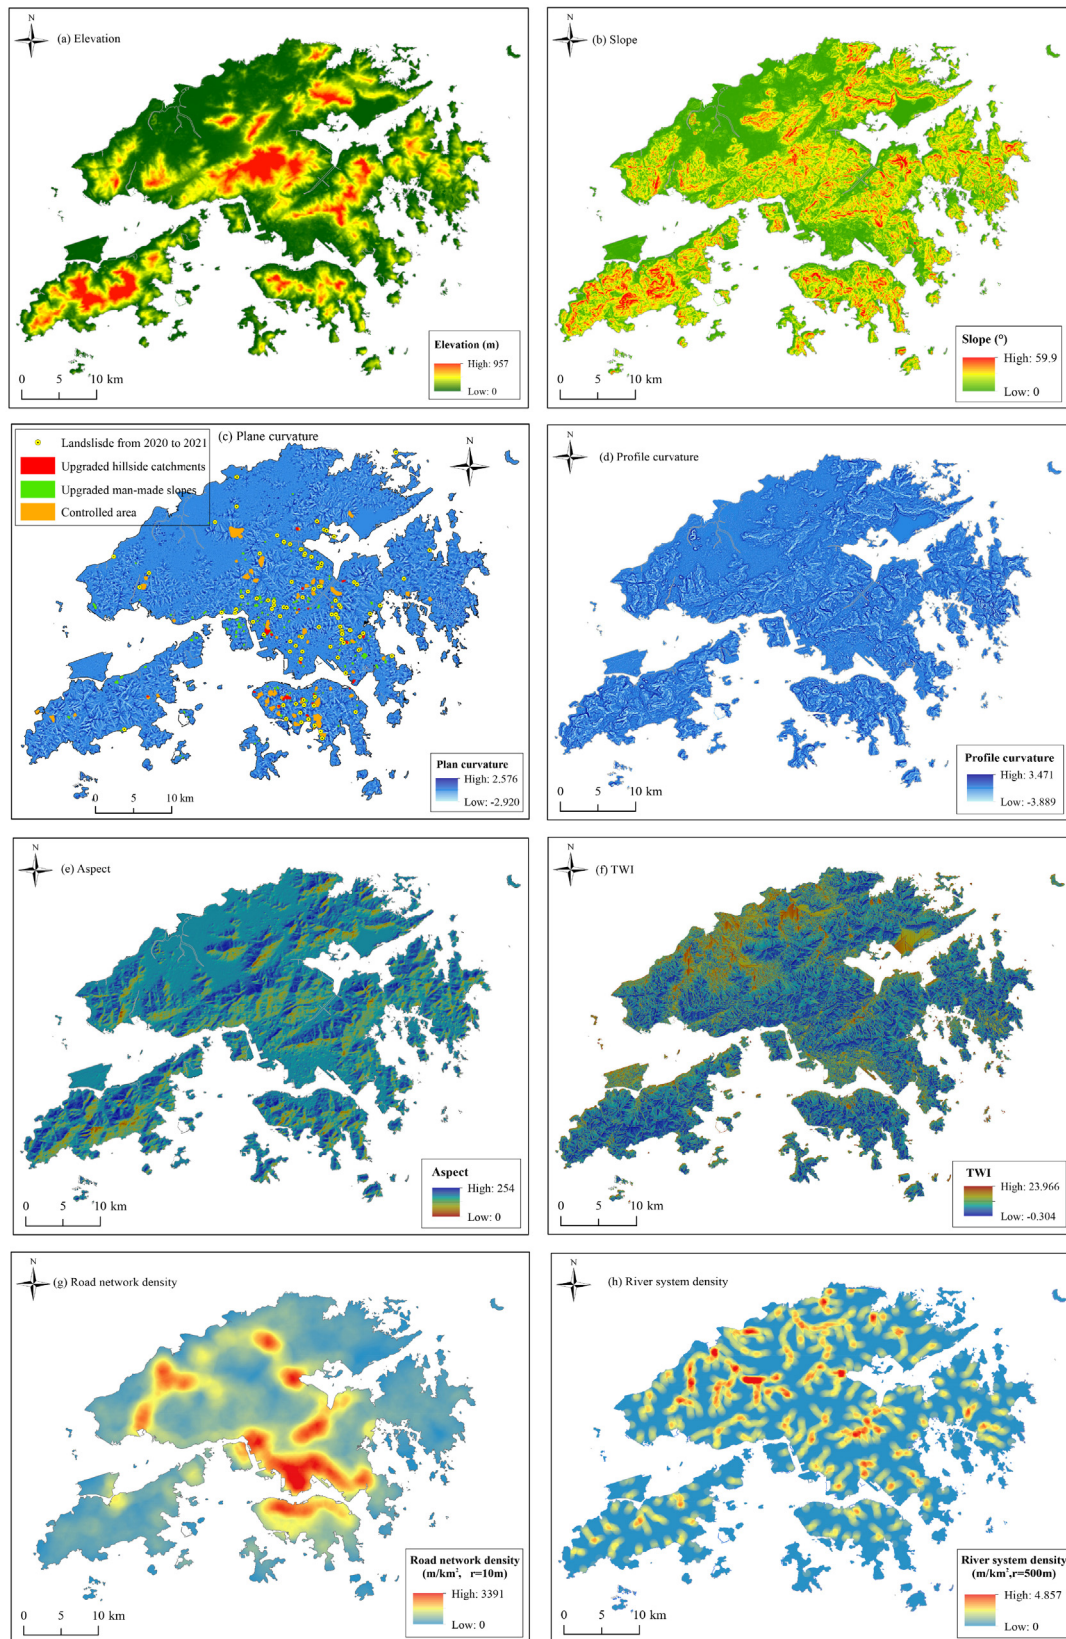 N
(a) Elevation
Elevation (m)
High: 957
Low: 0
0 5 10 km
N
(b) Slope
Slope (°)
High: 59.9
Low: 0
0 5 10 km
(c) Plane curvature
N
Landslisde from 2020 to 2021
Upgraded hillside catchments
Upgraded man-made slopes
Controlled area
Plan curvature
High: 2.576
Low: -2.920
0 5 10 km
N
(d) Profile curvature
Profile curvature
High: 3.471
Low: -3.889
0 5 10 km
N
(e) Aspect
Aspect
High: 254
Low: 0
0 5 10 km
N
(f) TWI
TWI
High: 23.966
Low: -0.304
0 5 10 km
N
(g) Road network density
Road network density
(m/km², r=10m)
High: 3391
Low: 0
0 5 10 km
N
(h) River system density
River system density
(m/km²,r=500m)
High: 4.857
Low: 0
0 5 10 km